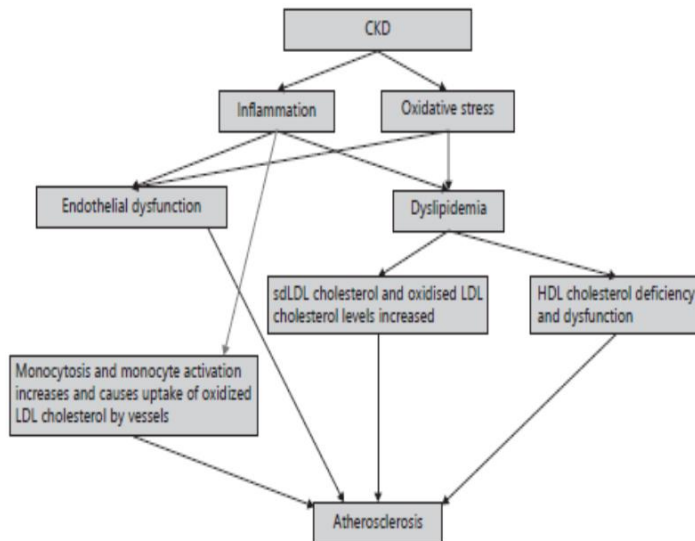 CKD
Inflammation
Oxidative stress
Endothelial dysfunction
Dyslipidemia
sdLDL cholesterol and oxidised LDL
cholesterol levels increased
HDL cholesterol deficiency
and dysfunction
Monocytosis and monocyte activation
increases and causes uptake of oxidized
LDL cholesterol by vessels
Atherosclerosis